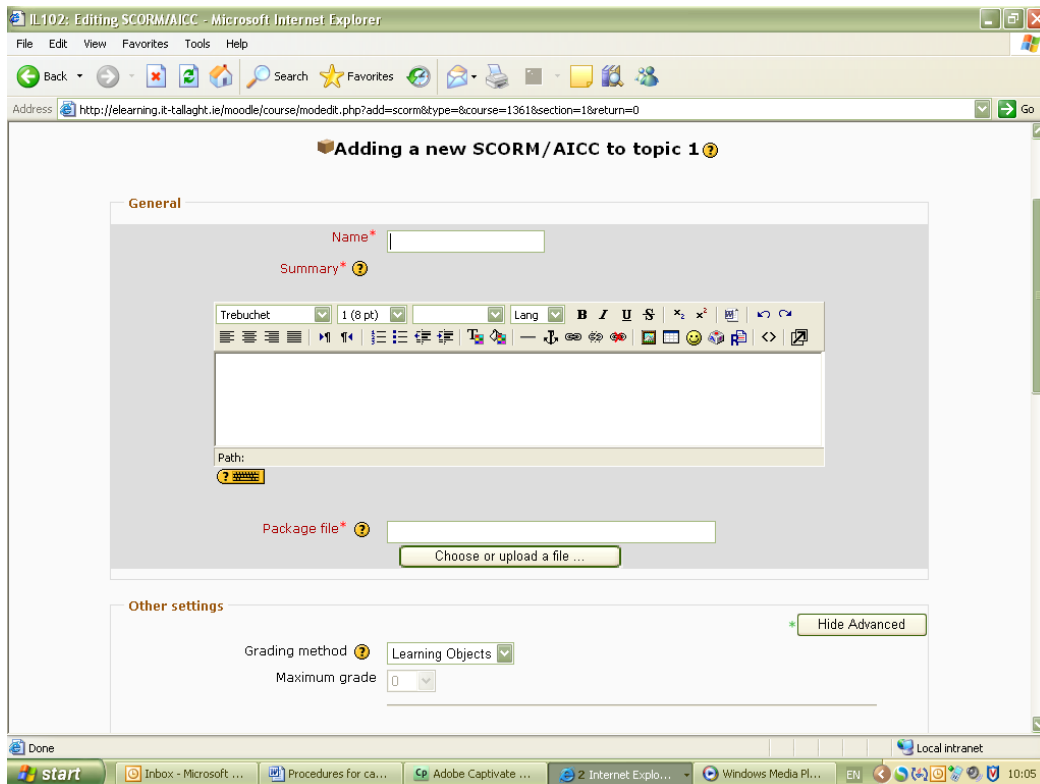 IL102: Editing SCORM/AICC - Microsoft Internet Explorer
File Edit View Favorites Tools Help
Back Search Favorites
Address http://elearning.it-tallaght.ie/moodle/course/modedit.php?add=scorm&type=&course=1361&section=1&return=0 Go
Adding a new SCORM/AICC to topic 1 ?
General
Name*
Summary* ?
Trebuchet 1 (8 pt) Lang B I U S x₂ x²
Path:
?
Package file* ?
Choose or upload a file ...
Other settings
* Hide Advanced
Grading method ? Learning Objects
Maximum grade 0
Done Local intranet
start Inbox - Microsoft ... Procedures for ca... Cp Adobe Captivate ... 2 Internet Explo... Windows Media Pl... EN 10:05